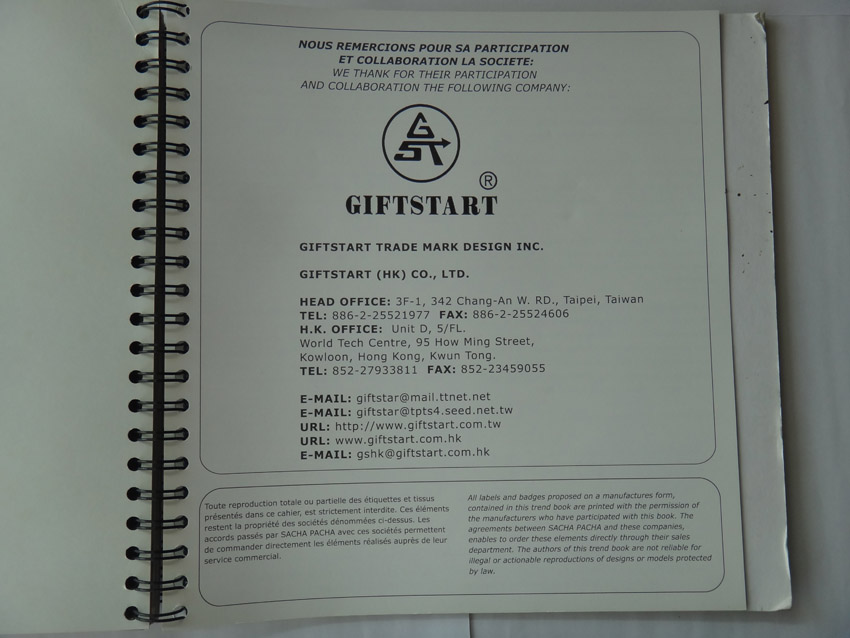 NOUS REMERCIONS POUR SA PARTICIPATION
ET COLLABORATION LA SOCIETE:
WE THANK FOR THEIR PARTICIPATION
AND COLLABORATION THE FOLLOWING COMPANY:
GST
®
GIFTSTART
GIFTSTART TRADE MARK DESIGN INC.
GIFTSTART (HK) CO., LTD.
HEAD OFFICE: 3F-1, 342 Chang-An W. RD., Taipei, Taiwan
TEL: 886-2-25521977 FAX: 886-2-25524606
H.K. OFFICE: Unit D, 5/FL.
World Tech Centre, 95 How Ming Street,
Kowloon, Hong Kong, Kwun Tong.
TEL: 852-27933811 FAX: 852-23459055
E-MAIL: giftstar@mail.ttnet.net
E-MAIL: giftstar@tpts4.seed.net.tw
URL: http://www.giftstart.com.tw
URL: www.giftstart.com.hk
E-MAIL: gshk@giftstart.com.hk
Toute reproduction totale ou partielle des étiquettes et tissus
présentés dans ce cahier, est strictement interdite. Ces éléments
restent la propriété des sociétés dénommées ci-dessus. Les
accords passés par SACHA PACHA avec ces sociétés permettent
de commander directement les éléments réalisés auprès de leur
service commercial.
All labels and badges proposed on a manufactures form,
contained in this trend book are printed with the permission of
the manufacturers who have participated with this book. The
agreements between SACHA PACHA and these companies,
enables to order these elements directly through their sales
department. The authors of this trend book are not reliable for
illegal or actionable reproductions of designs or models protected
by law.